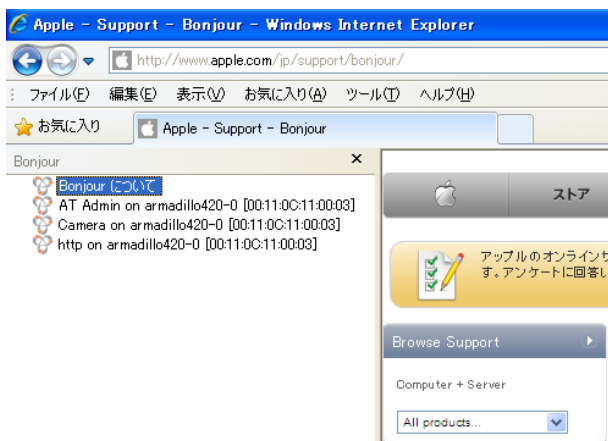 Apple - Support - Bonjour - Windows Internet Explorer
http://www.apple.com/jp/support/bonjour/
ファイル(F) 編集(E) 表示(V) お気に入り(A) ツール(T) ヘルプ(H)
お気に入り Apple - Support - Bonjour
Bonjour
Bonjour について
AT Admin on armadillo420-0 [00:11:0C:11:00:03]
Camera on armadillo420-0 [00:11:0C:11:00:03]
http on armadillo420-0 [00:11:0C:11:00:03]
ストア
アップルのオンラインサ
す。アンケートに回答し
Browse Support
Computer + Server
All products...